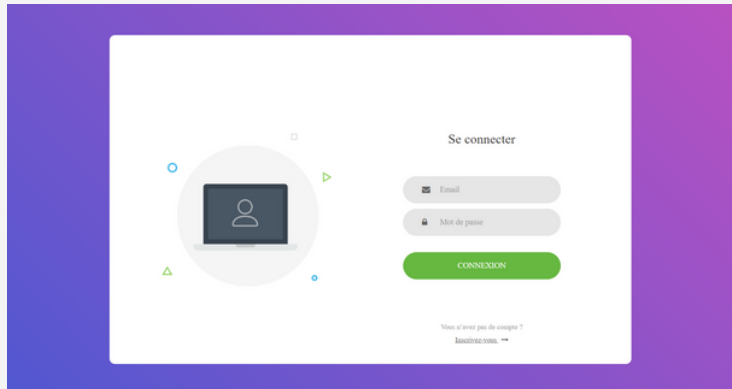 Se connecter
Email
Mot de passe
CONNEXION
Vous n'avez pas de compte ?
Inscrivez-vous